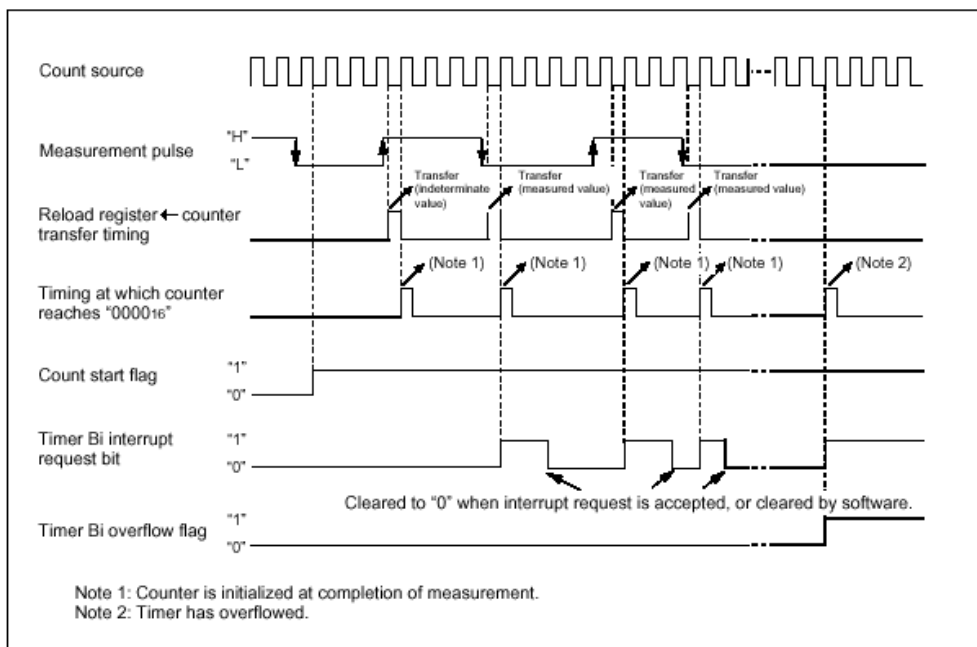 Count source
Measurement pulse
"H"
"L"
Transfer
(indeterminate
value)
Transfer
(measured value)
Transfer
(measured
value)
Transfer
(measured value)
Reload register ← counter
transfer timing
(Note 1)
(Note 1)
(Note 1)
(Note 1)
(Note 2)
Timing at which counter
reaches "000016"
Count start flag
"1"
"0"
Timer Bi interrupt
request bit
"1"
"0"
Cleared to "0" when interrupt request is accepted, or cleared by software.
Timer Bi overflow flag
"1"
"0"
Note 1: Counter is initialized at completion of measurement.
Note 2: Timer has overflowed.